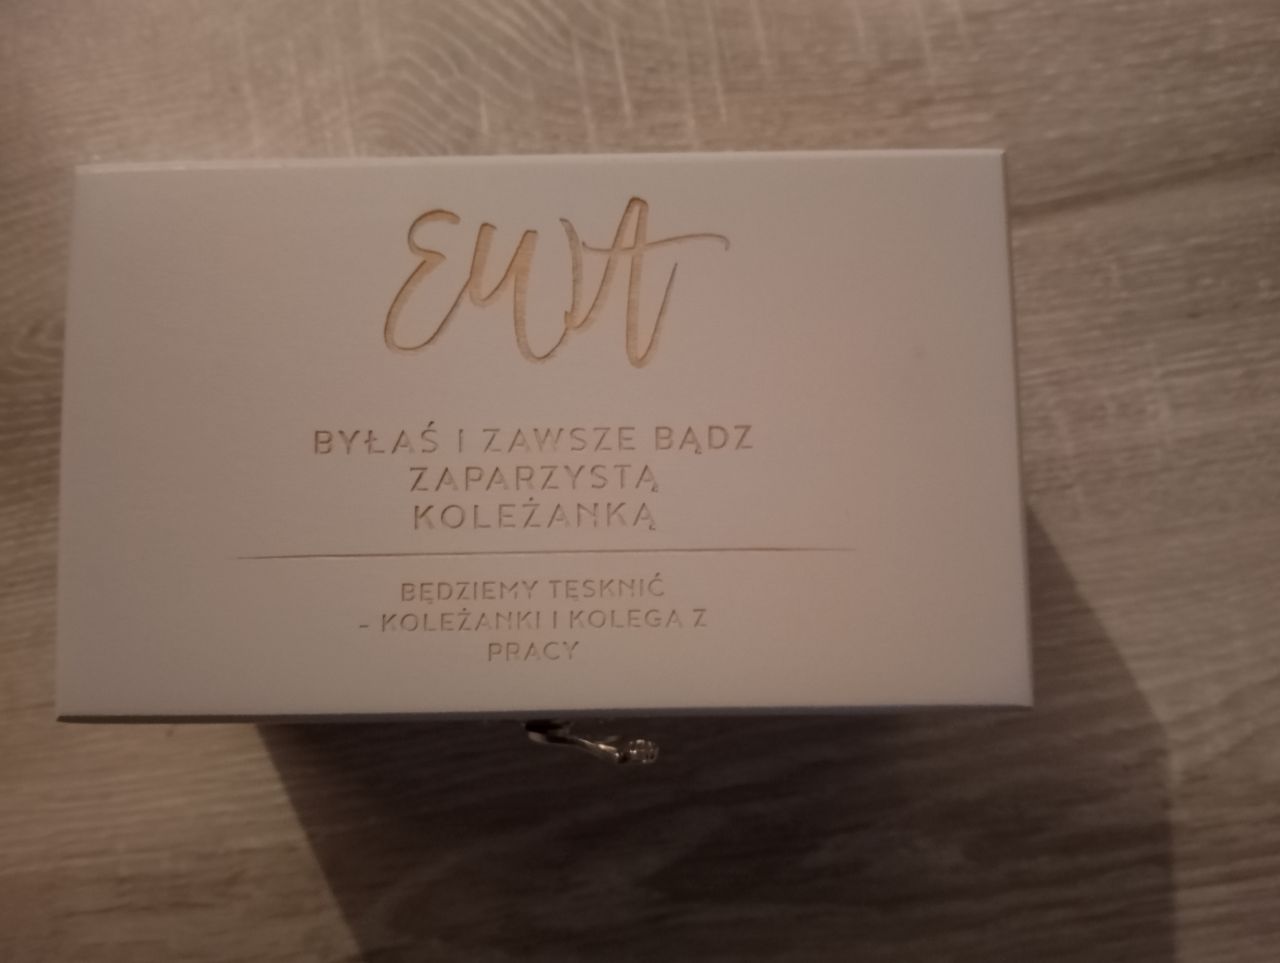 EWA
BYŁAŚ I ZAWSZE BĄDZ
ZAPARZYSTĄ
KOLEŻANKĄ
BĘDZIEMY TĘSKNIĆ
- KOLEŻANKI I KOLEGA Z
PRACY